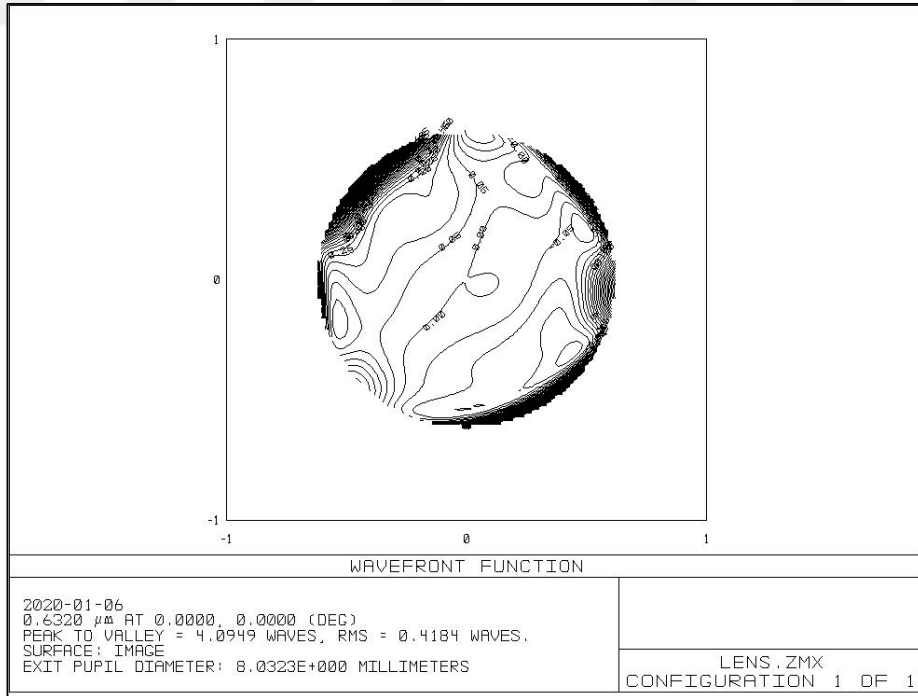 1
0
-1
-1
0
1
WAVEFRONT FUNCTION
2020-01-06
0.6320 µm AT 0.0000, 0.0000 (DEG)
PEAK TO VALLEY = 4.0949 WAVES, RMS = 0.4184 WAVES.
SURFACE: IMAGE
EXIT PUPIL DIAMETER: 8.0323E+000 MILLIMETERS
LENS.ZMX
CONFIGURATION 1 OF 1